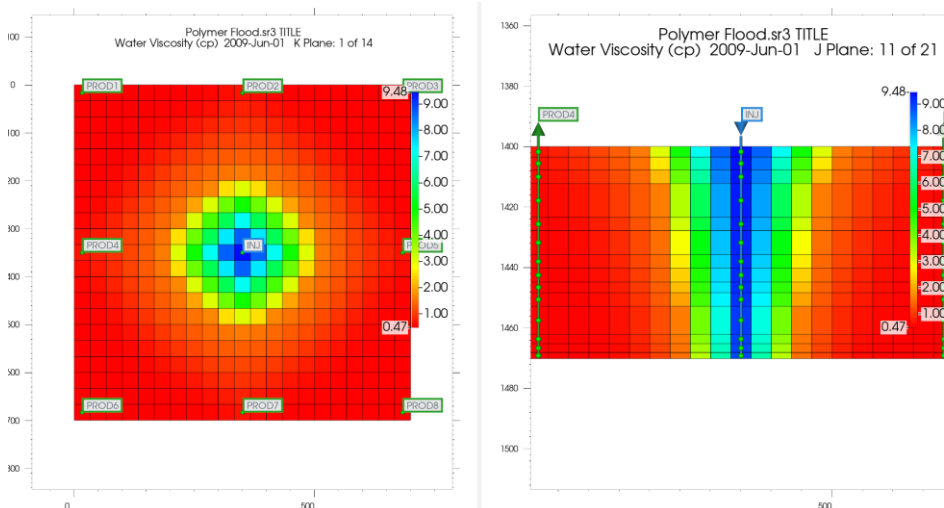 Polymer Flood.sr3 TITLE
Water Viscosity (cp) 2009-Jun-01 K Plane: 1 of 14
100
0
PROD1
PROD2
PROD3
9.48
9.00
100
8.00
7.00
200
6.00
5.00
300
4.00
PROD4
INJ
PROD5
3.00
400
2.00
1.00
0.47
500
600
PROD6
PROD7
PROD8
700
800
0
500
Polymer Flood.sr3 TITLE
Water Viscosity (cp) 2009-Jun-01 J Plane: 11 of 21
1360
1380
9.48
9.00
PROD4
INJ
8.00
1400
7.00
6.00
1420
5.00
4.00
1440
3.00
2.00
1460
1.00
0.47
1480
1500
500